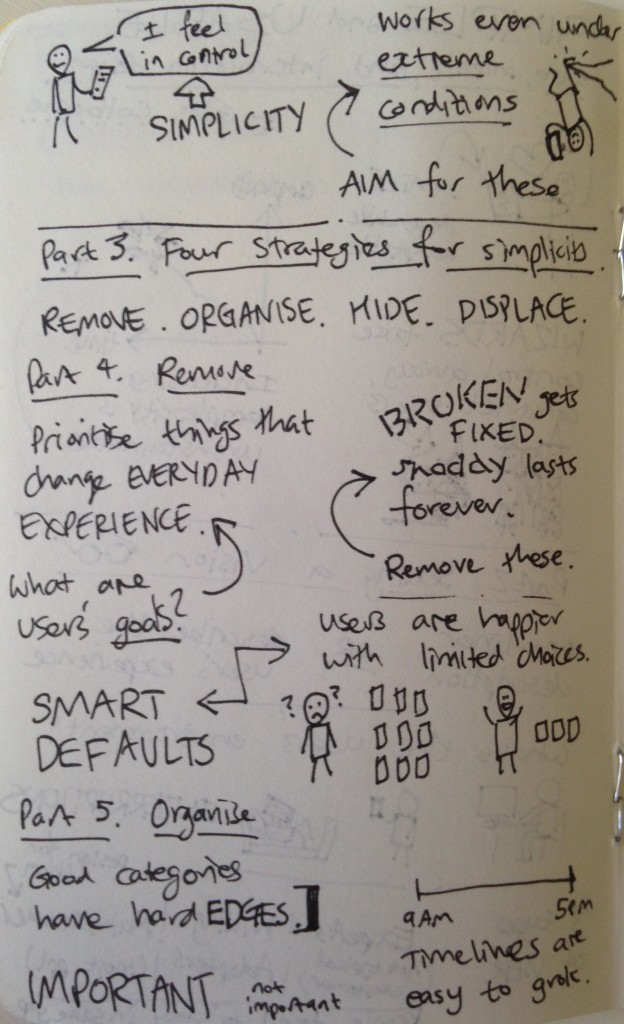 ± feel
in control
SIMPLICITY
works even under
extreme
conditions
AIM for these
Part 3. Four Strategies for simplicity.
REMOVE. ORGANISE. HIDE. DISPLACE.
Part 4. Remove
Prioritise things that
change EVERYDAY
EXPERIENCE.
What are
users' goals?
BROKEN gets
FIXED.
shoddy lasts
forever.
Remove these.
users are happier
with limited choices.
SMART
DEFAULTS
? ?
Part 5. Organise
Good categories
have hard EDGES.
9AM 5PM
Timelines are
easy to grok.
IMPORTANT not
important